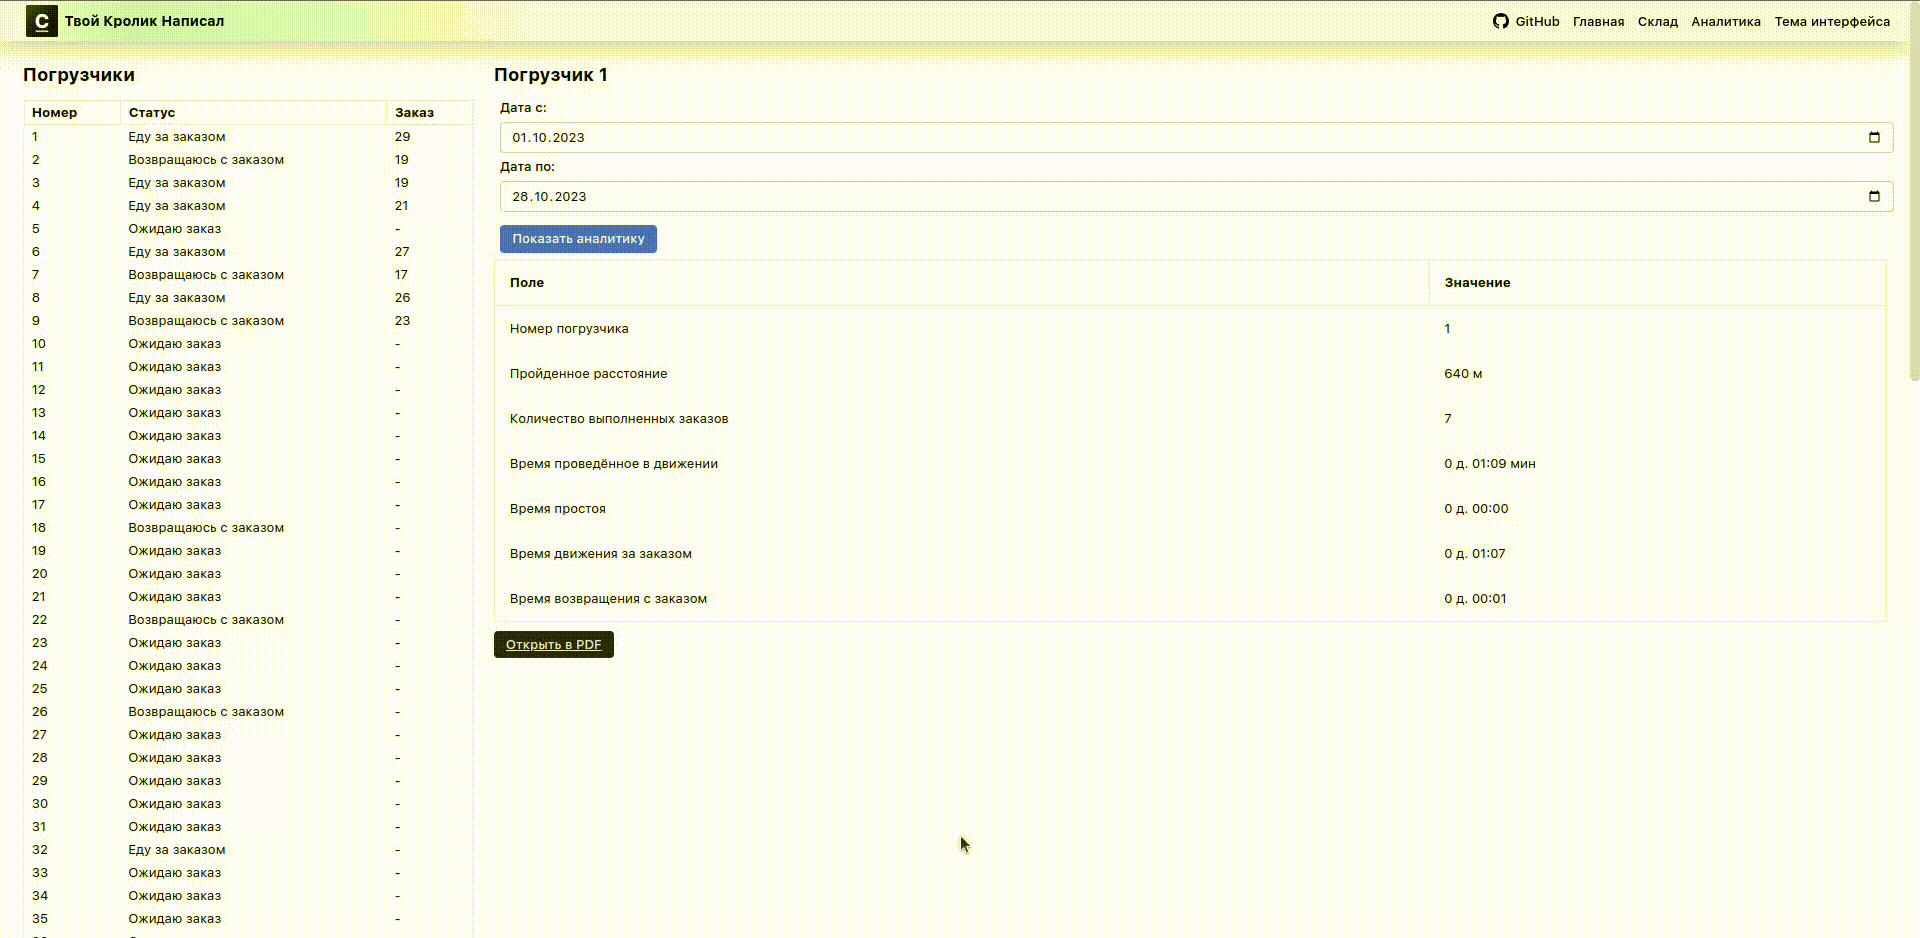 C Твой Кролик Написал
GitHub Главная Склад Аналитика Тема интерфейса
Погрузчики
Номер Статус Заказ
1 Еду за заказом 29
2 Возвращаюсь с заказом 19
3 Еду за заказом 19
4 Еду за заказом 21
5 Ожидаю заказ -
6 Еду за заказом 27
7 Возвращаюсь с заказом 17
8 Еду за заказом 26
9 Возвращаюсь с заказом 23
10 Ожидаю заказ -
11 Ожидаю заказ -
12 Ожидаю заказ -
13 Ожидаю заказ -
14 Ожидаю заказ -
15 Ожидаю заказ -
16 Ожидаю заказ -
17 Ожидаю заказ -
18 Возвращаюсь с заказом -
19 Ожидаю заказ -
20 Ожидаю заказ -
21 Ожидаю заказ -
22 Возвращаюсь с заказом -
23 Ожидаю заказ -
24 Ожидаю заказ -
25 Ожидаю заказ -
26 Возвращаюсь с заказом -
27 Ожидаю заказ -
28 Ожидаю заказ -
29 Ожидаю заказ -
30 Ожидаю заказ -
31 Ожидаю заказ -
32 Еду за заказом -
33 Ожидаю заказ -
34 Ожидаю заказ -
35 Ожидаю заказ -
Погрузчик 1
Дата с:
01.10.2023
Дата по:
28.10.2023
Показать аналитику
Поле Значение
Номер погрузчика 1
Пройденное расстояние 640 м
Количество выполненных заказов 7
Время проведённое в движении 0 д. 01:09 мин
Время простоя 0 д. 00:00
Время движения за заказом 0 д. 01:07
Время возвращения с заказом 0 д. 00:01
Открыть в PDF